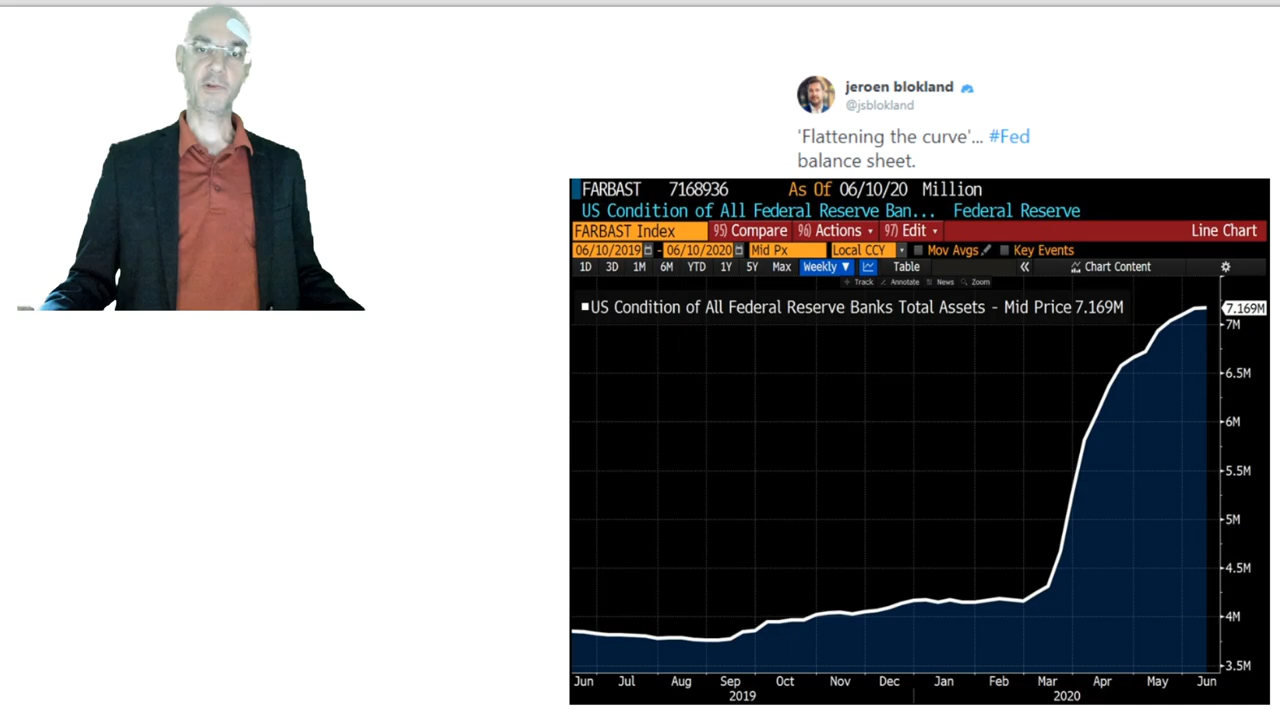 jeroen blokland
@jsblokland
'Flattening the curve'... #Fed
balance sheet.
FARBAST 7168936 As Of 06/10/20 Million
US Condition of All Federal Reserve Ban... Federal Reserve
FARBAST Index 95) Compare 96) Actions 97) Edit Line Chart
06/10/2019 - 06/10/2020 Mid Px Local CCY Mov Avgs Key Events
1D 3D 1M 6M YTD 1Y 5Y Max Weekly ▼ Table « Chart Content
Track Annotate News Zoom
US Condition of All Federal Reserve Banks Total Assets - Mid Price 7.169M
7.169M
7M
6.5M
6M
5.5M
5M
4.5M
4M
3.5M
Jun Jul Aug Sep Oct Nov Dec Jan Feb Mar Apr May Jun
2019 2020